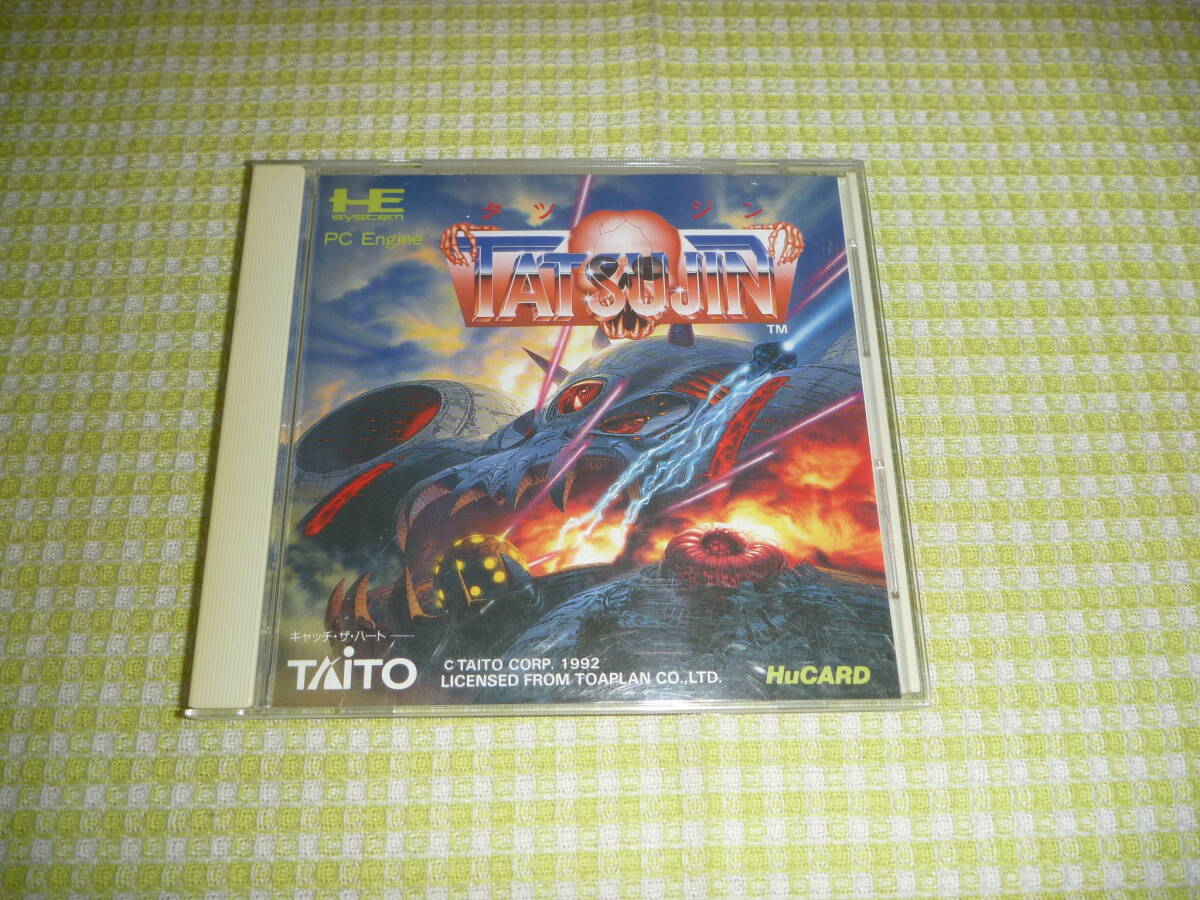 HE
system
PC Engine
タツジン
TATSUJIN
TM
キャッチ・ザ・ハート
TAITO
C TAITO CORP. 1992
LICENSED FROM TOAPLAN CO.,LTD.
HuCARD